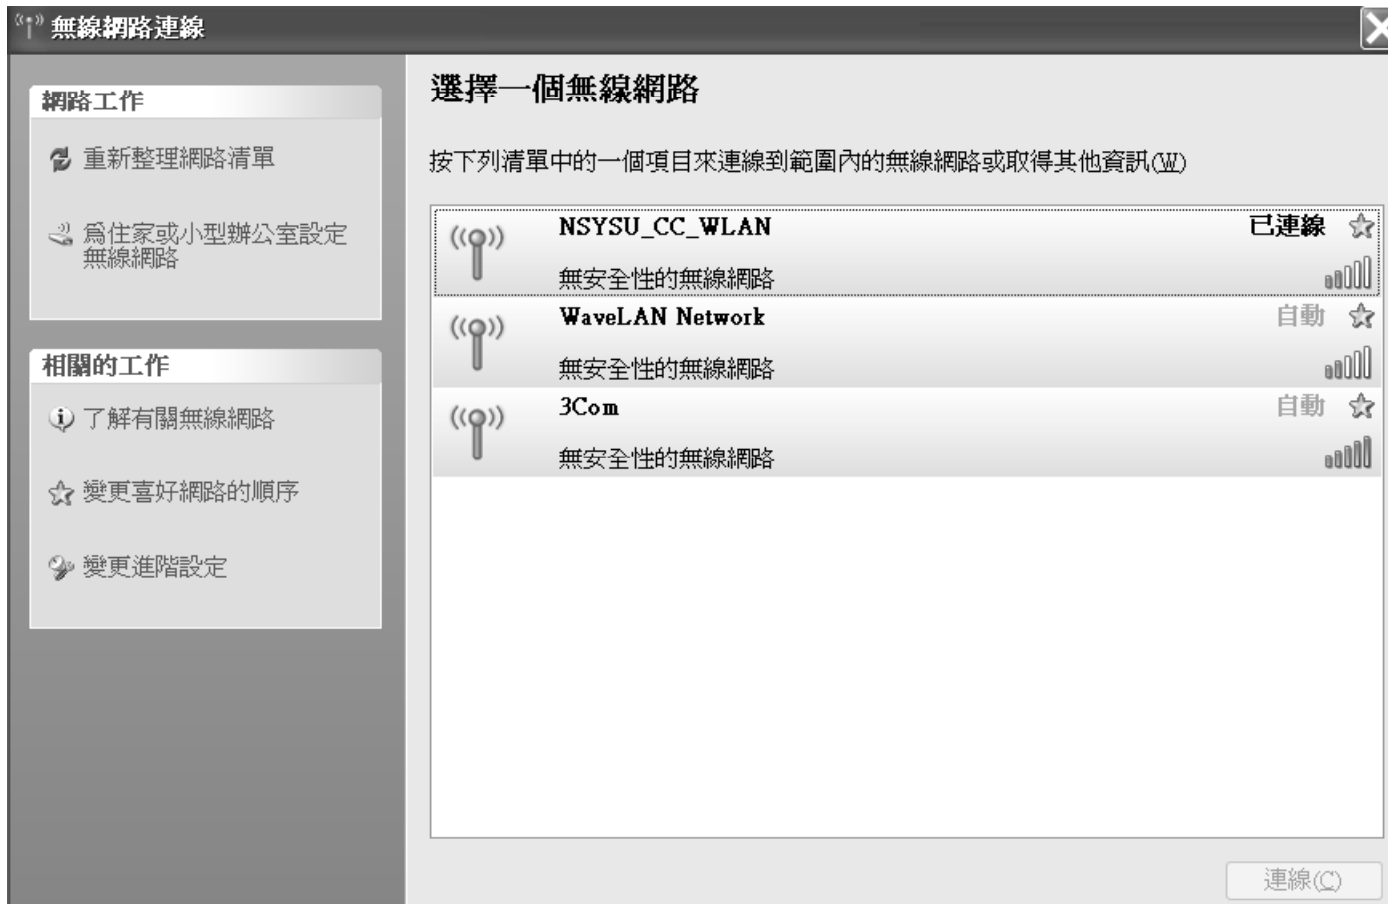 無線網路連線
網路工作
重新整理網路清單
爲住家或小型辦公室設定
無線網路
相關的工作
了解有關無線網路
變更喜好網路的順序
變更進階設定
選擇一個無線網路
按下列清單中的一個項目來連線到範圍內的無線網路或取得其他資訊(W)
NSYSU_CC_WLAN 已連線
無安全性的無線網路
WaveLAN Network 自動
無安全性的無線網路
3Com 自動
無安全性的無線網路
連線(C)